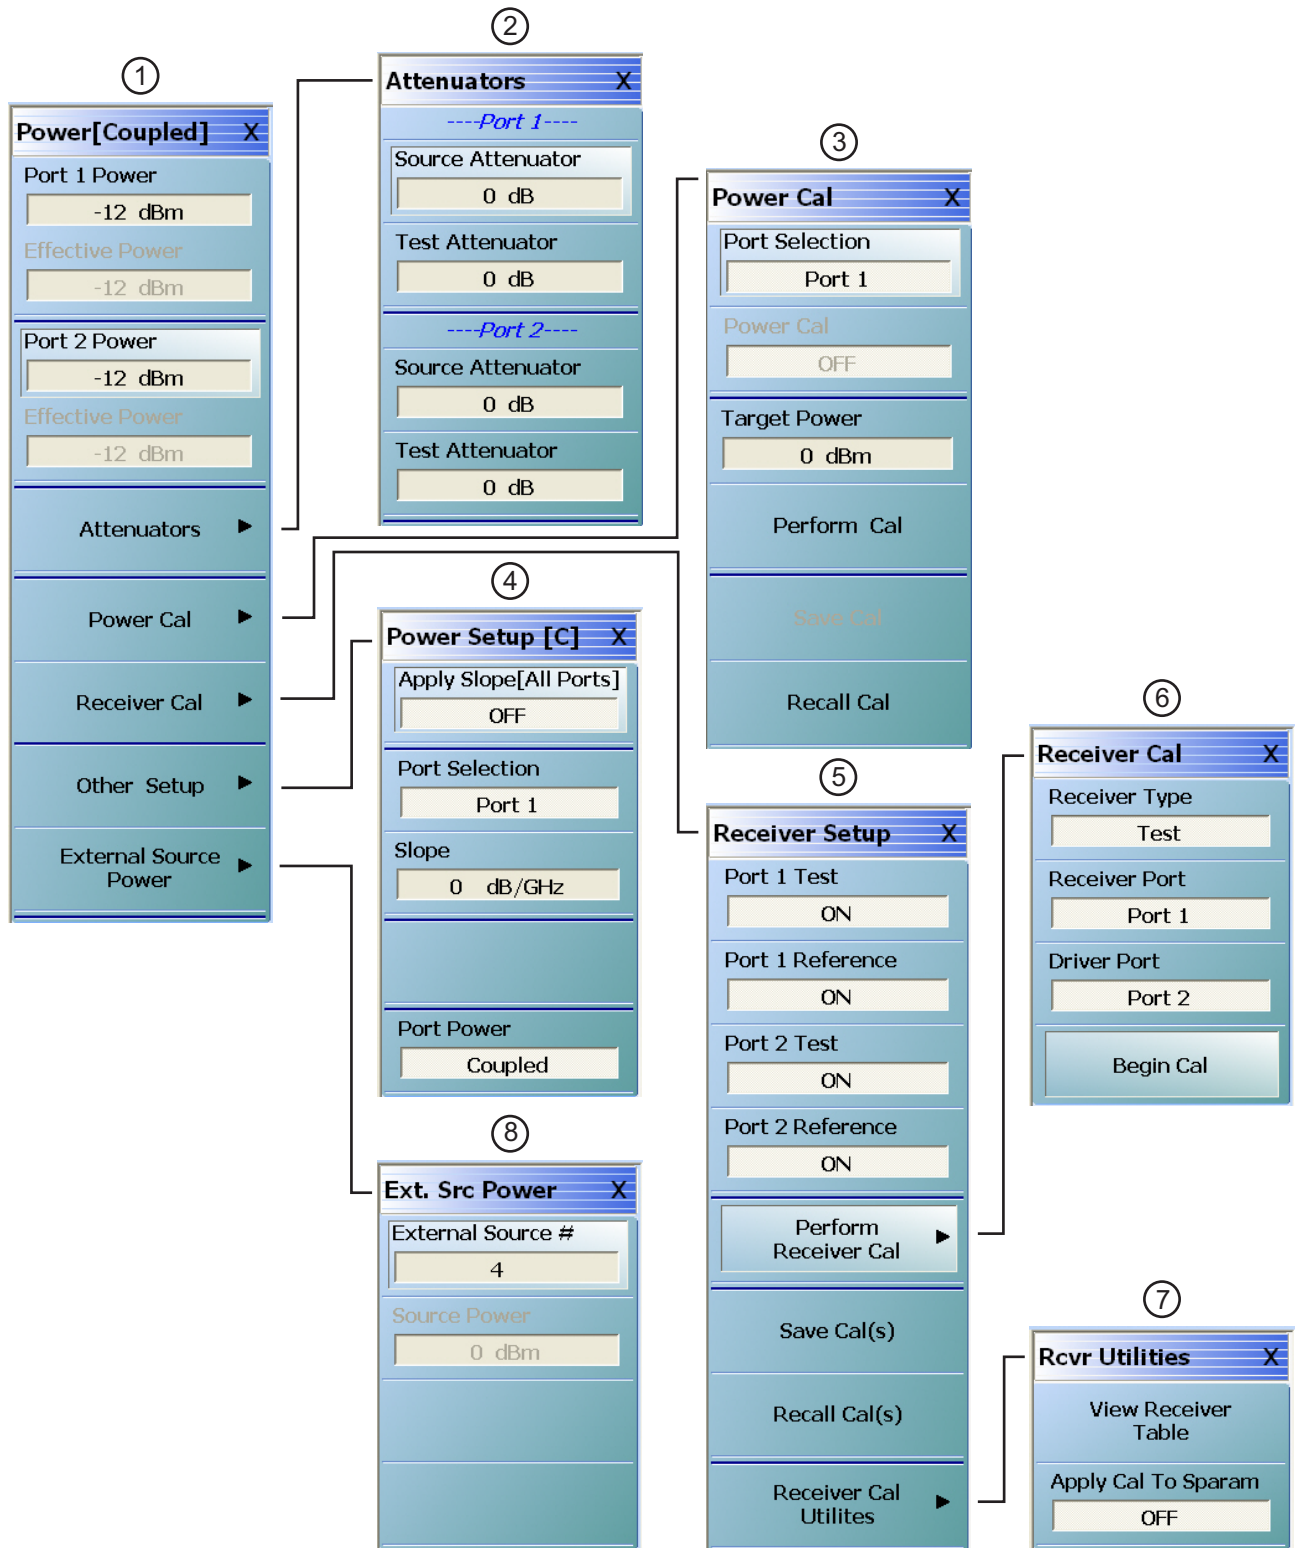 ①
Power[Coupled] X
Port 1 Power
-12 dBm
Effective Power
-12 dBm
Port 2 Power
-12 dBm
Effective Power
-12 dBm
Attenuators
Power Cal
Receiver Cal
Other Setup
External Source
Power
②
Attenuators X
----Port 1----
Source Attenuator
0 dB
Test Attenuator
0 dB
----Port 2----
Source Attenuator
0 dB
Test Attenuator
0 dB
③
Power Cal X
Port Selection
Port 1
Power Cal
OFF
Target Power
0 dBm
Perform Cal
Save Cal
Recall Cal
④
Power Setup [C] X
Apply Slope[All Ports]
OFF
Port Selection
Port 1
Slope
0 dB/GHz
Port Power
Coupled
⑤
Receiver Setup X
Port 1 Test
ON
Port 1 Reference
ON
Port 2 Test
ON
Port 2 Reference
ON
Perform
Receiver Cal
Save Cal(s)
Recall Cal(s)
Receiver Cal
Utilites
⑥
Receiver Cal X
Receiver Type
Test
Receiver Port
Port 1
Driver Port
Port 2
Begin Cal
⑦
Rcvr Utilities X
View Receiver
Table
Apply Cal To Sparam
OFF
⑧
Ext. Src Power X
External Source #
4
Source Power
0 dBm